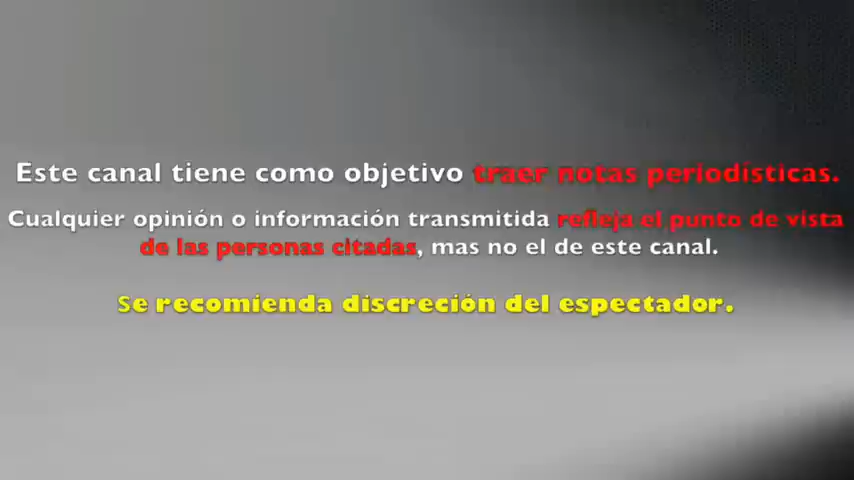 Este canal tiene como objetivo traer notas periodísticas.
Cualquier opinión o información transmitida refleja el punto de vista
de las personas citadas, mas no el de este canal.
Se recomienda discreción del espectador.